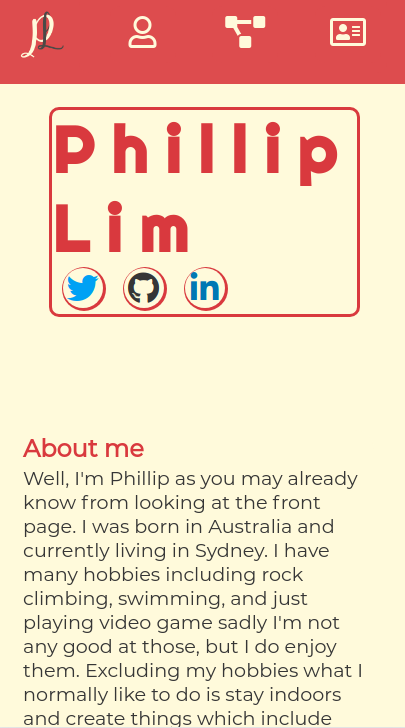 PL
Phillip
Lim
in
About me
Well, I'm Phillip as you may already
know from looking at the front
page. I was born in Australia and
currently living in Sydney. I have
many hobbies including rock
climbing, swimming, and just
playing video game sadly I'm not
any good at those, but I do enjoy
them. Excluding my hobbies what I
normally like to do is stay indoors
and create things which include